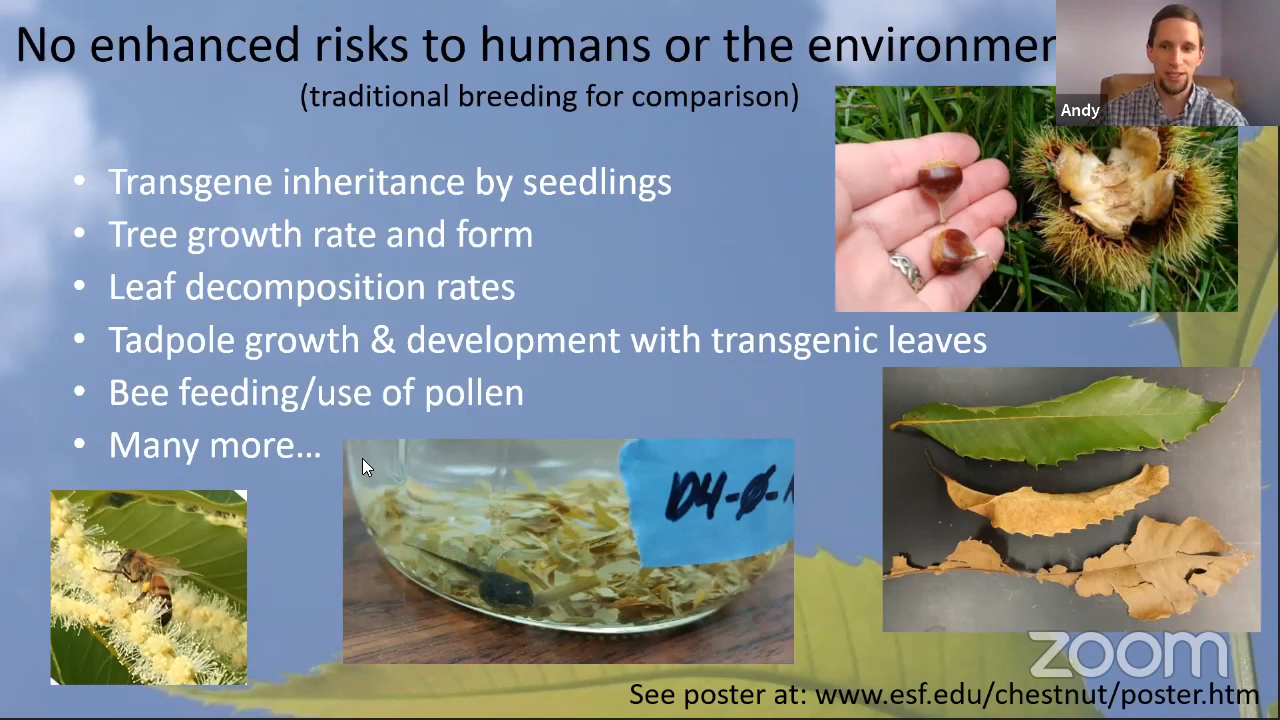 No enhanced risks to humans or the environmen
Andy
(traditional breeding for comparison)
• Transgene inheritance by seedlings
• Tree growth rate and form
• Leaf decomposition rates
• Tadpole growth & development with transgenic leaves
• Bee feeding/use of pollen
• Many more…
D4-Ø-
zoom
See poster at: www.esf.edu/chestnut/poster.htm